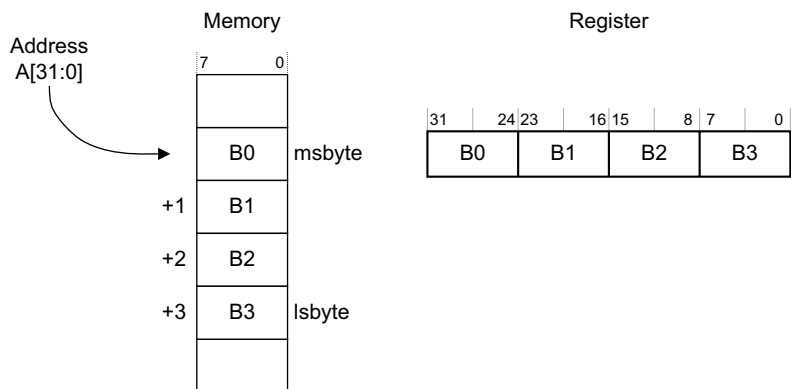 Memory
Register
Address
A[31:0]
7 0
31 24 23 16 15 8 7 0
B0 msbyte
B0 B1 B2 B3
+1 B1
+2 B2
+3 B3 lsbyte